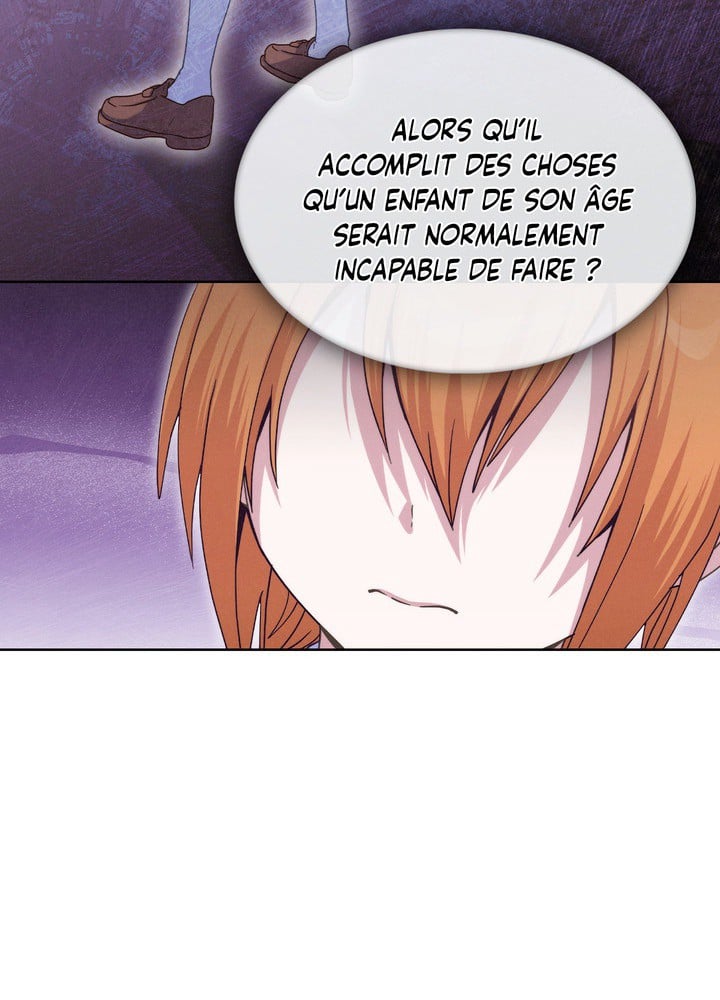 ALORS QU'IL
ACCOMPLIT DES CHOSES
QU'UN ENFANT DE SON ÂGE
SERAIT NORMALEMENT
INCAPABLE DE FAIRE ?